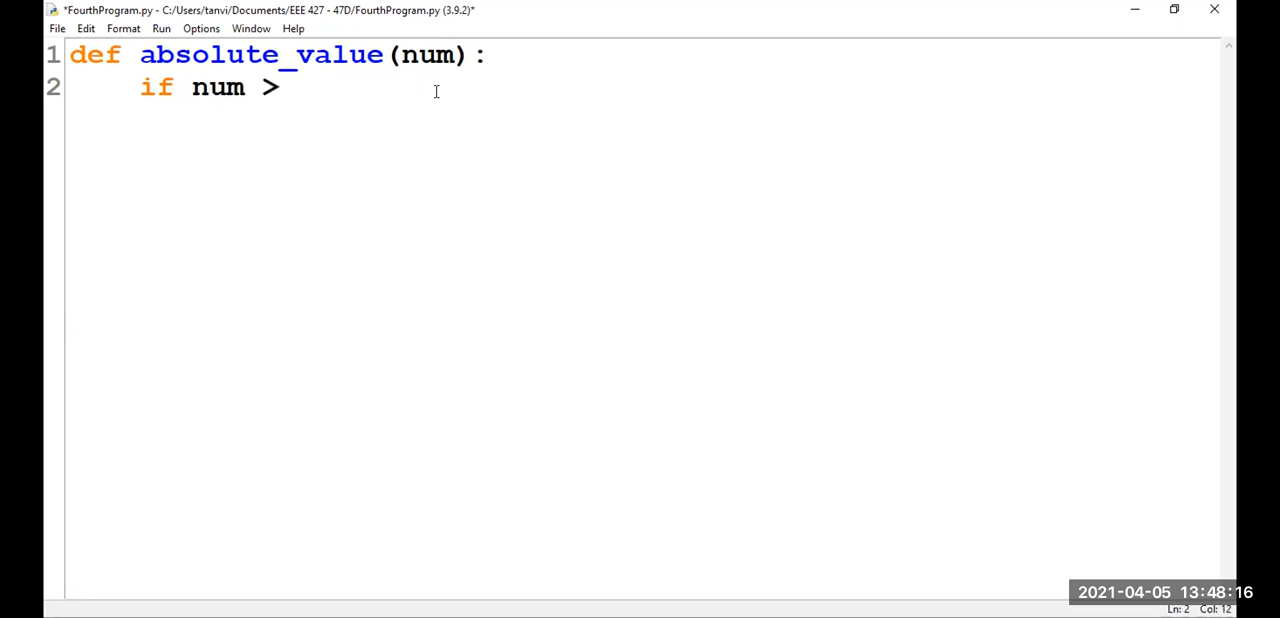 *FourthProgram.py - C:/Users/tanvi/Documents/EEE 427 - 47D/FourthProgram.py (3.9.2)*
File Edit Format Run Options Window Help
1 def absolute_value(num):
2 if num >
2021-04-05 13:48:16
Ln: 2 Col: 12